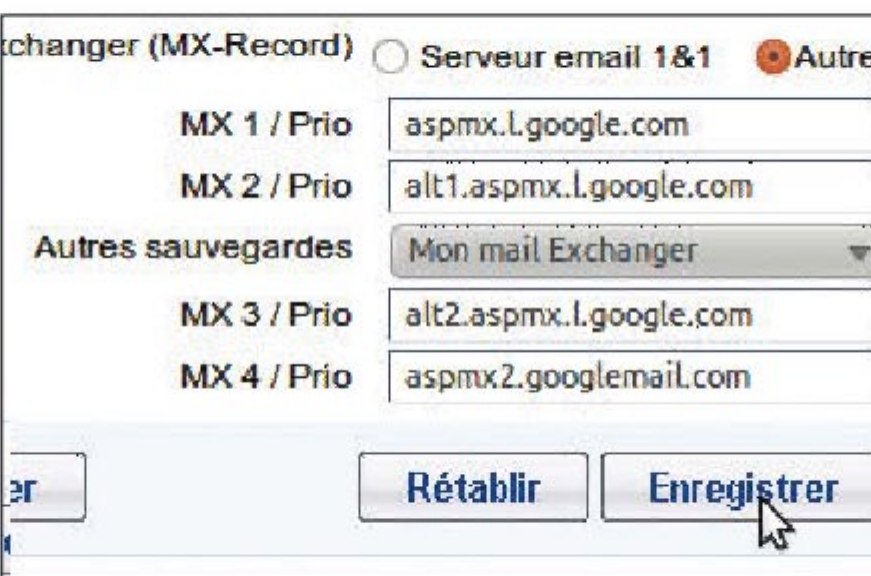 xchanger (MX-Record) Serveur email 1&1 Autre
MX 1 / Prio aspmx.l.google.com
MX 2 / Prio alt1.aspmx.l.google.com
Autres sauvegardes Mon mail Exchanger
MX 3 / Prio alt2.aspmx.l.google.com
MX 4 / Prio aspmx2.googlemail.com
er Rétablir Enregistrer